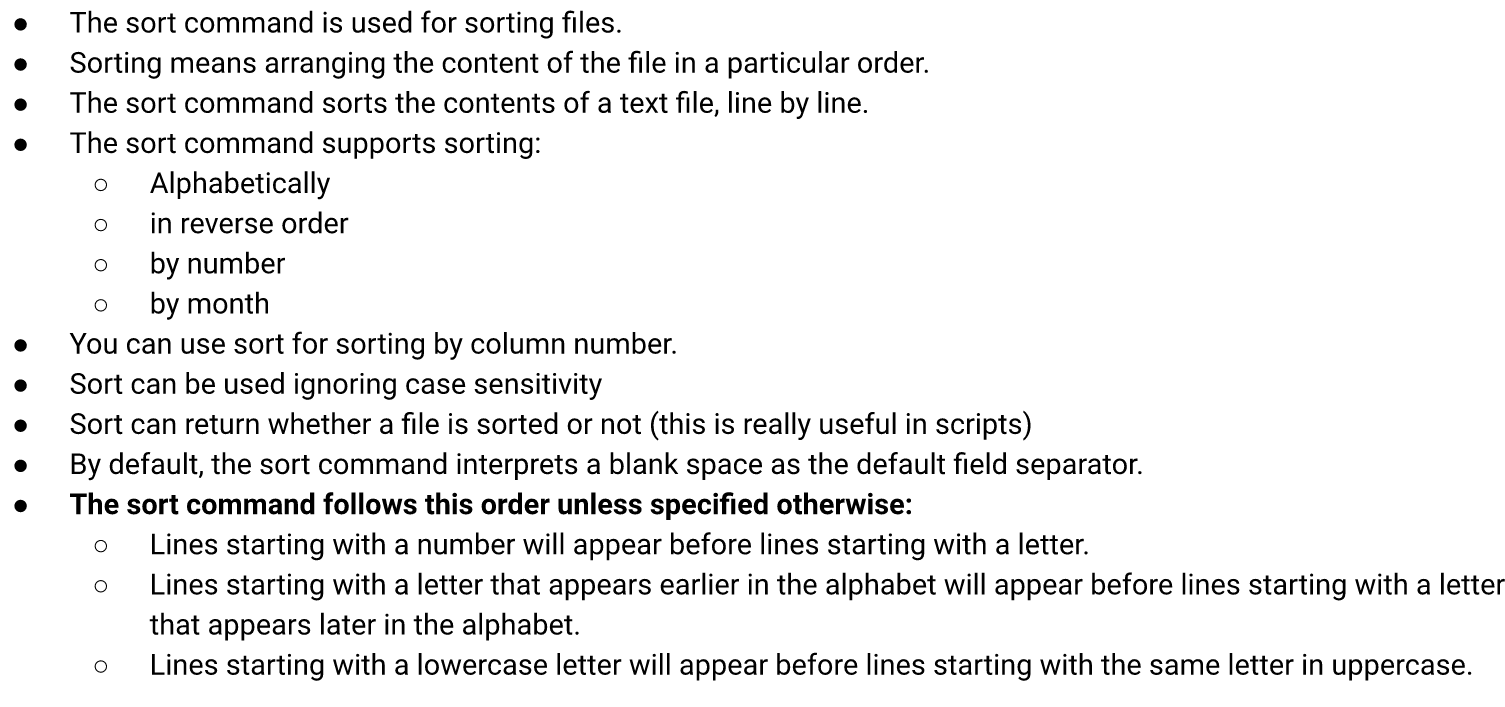 ● The sort command is used for sorting files.
● Sorting means arranging the content of the file in a particular order.
● The sort command sorts the contents of a text file, line by line.
● The sort command supports sorting:
○ Alphabetically
○ in reverse order
○ by number
○ by month
● You can use sort for sorting by column number.
● Sort can be used ignoring case sensitivity
● Sort can return whether a file is sorted or not (this is really useful in scripts)
● By default, the sort command interprets a blank space as the default field separator.
● The sort command follows this order unless specified otherwise:
○ Lines starting with a number will appear before lines starting with a letter.
○ Lines starting with a letter that appears earlier in the alphabet will appear before lines starting with a letter
that appears later in the alphabet.
○ Lines starting with a lowercase letter will appear before lines starting with the same letter in uppercase.